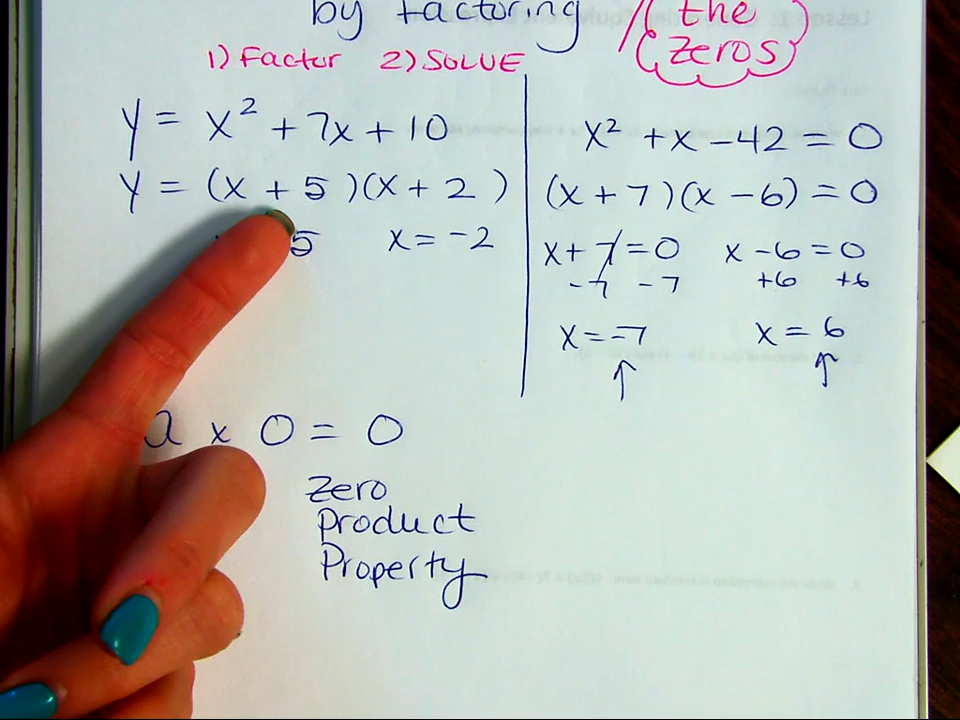 by factoring // the
zeros
1) Factor 2) SOLVE
y = x² + 7x + 10
y = (x + 5)(x + 2)
5 x = -2
x² + x - 42 = 0
(x + 7)(x - 6) = 0
x + 7 = 0 x - 6 = 0
-7 -7 +6 +6
x = -7 x = 6
↑ ↑
a x 0 = 0
Zero
Product
Property